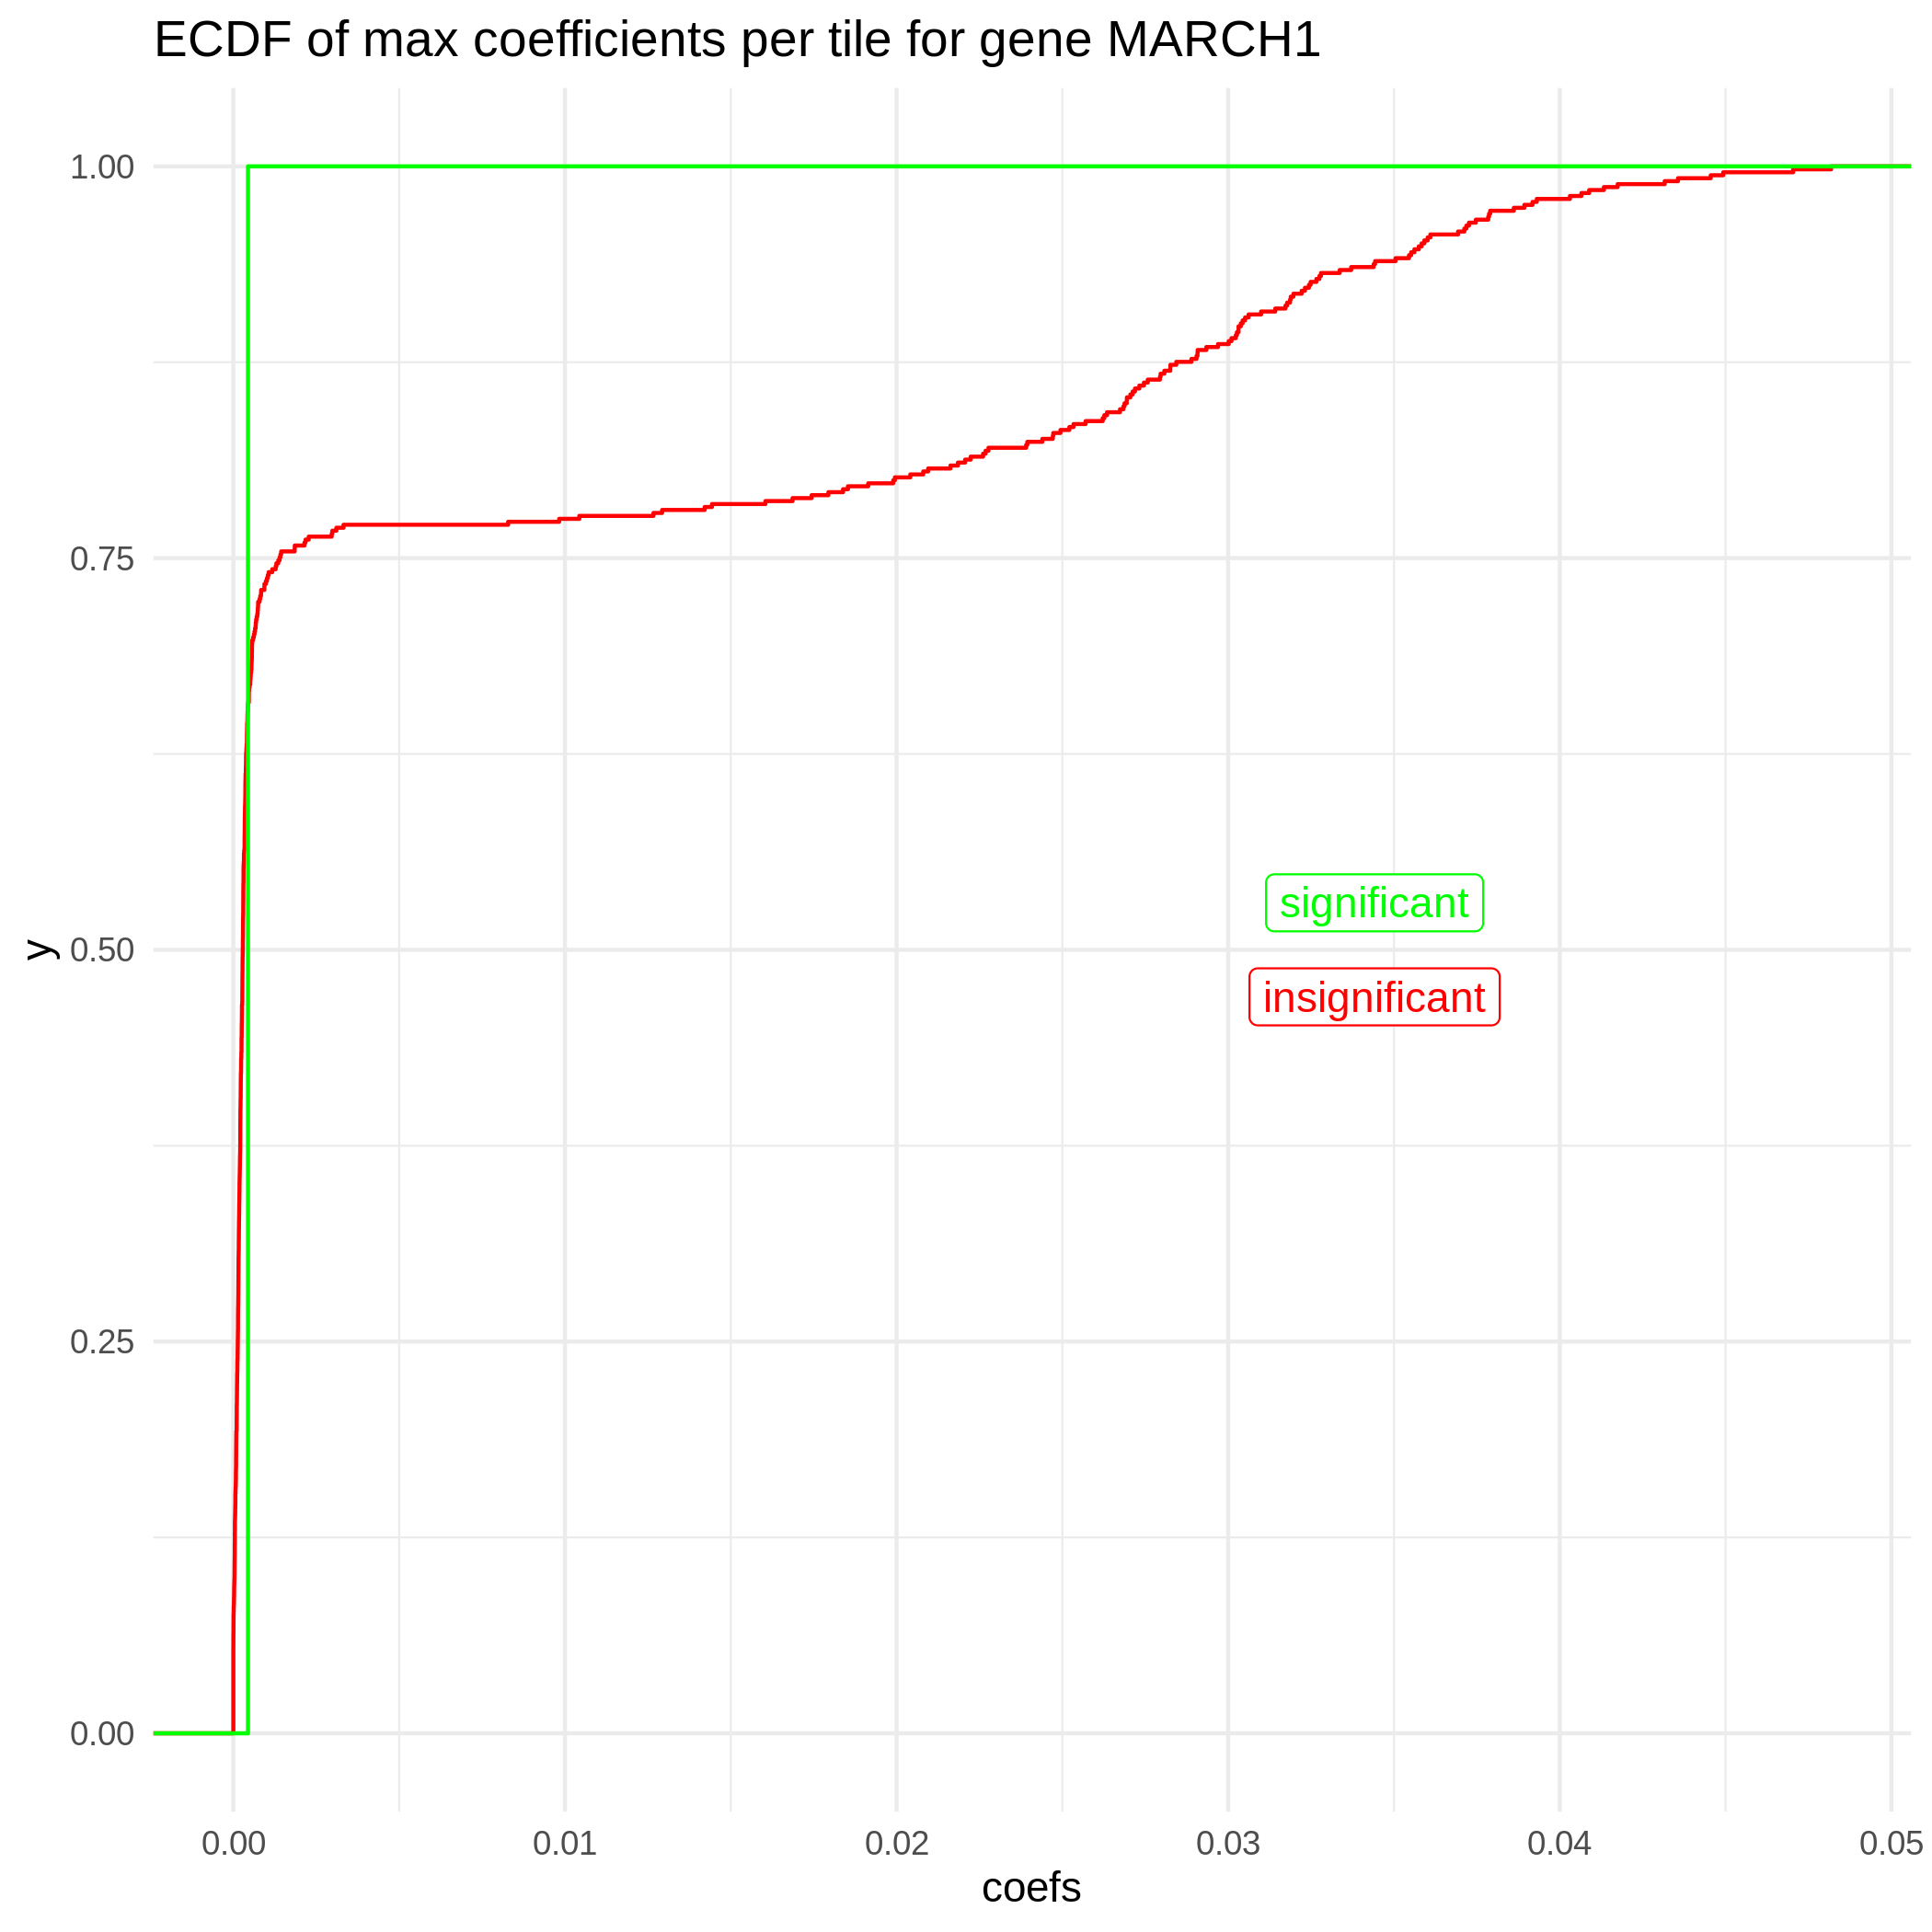 ECDF of max coefficients per tile for gene MARCH1
1.00
0.75
0.50
0.25
0.00
y
significant
insignificant
0.00 0.01 0.02 0.03 0.04 0.05
coefs